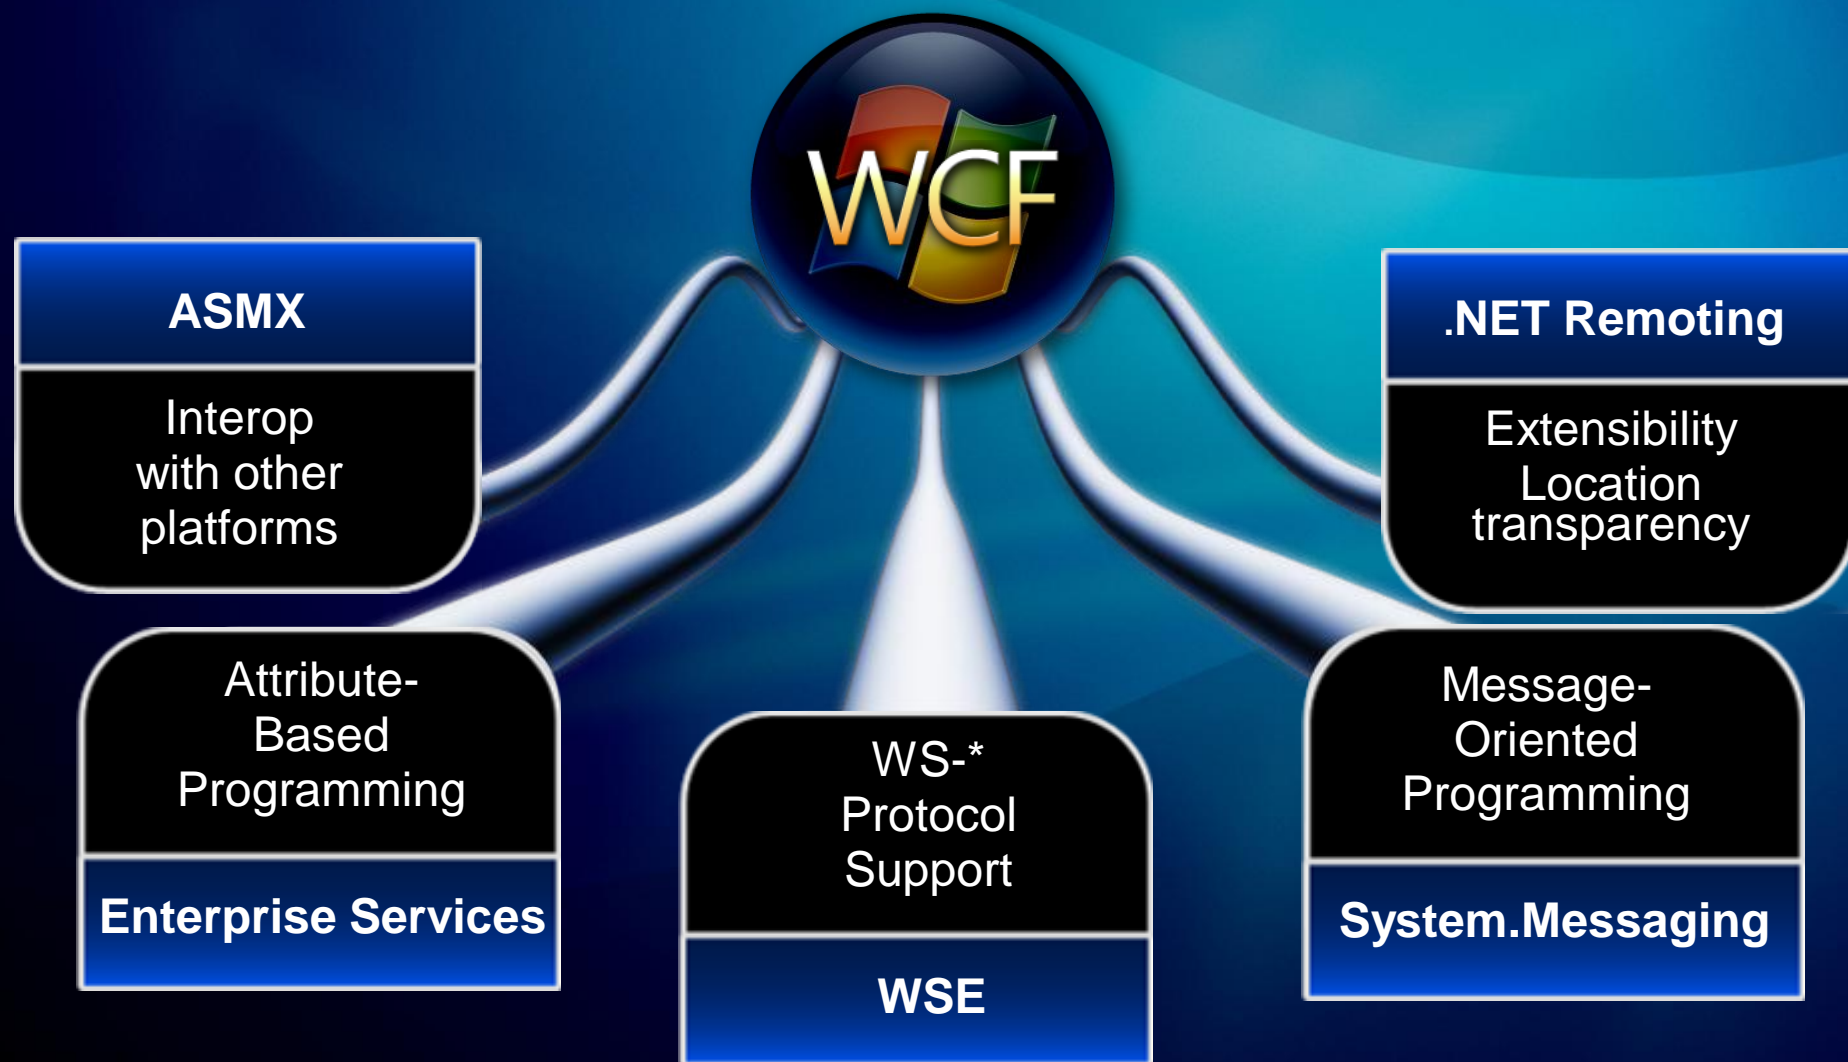 WCF
ASMX
Interop
with other
platforms
.NET Remoting
Extensibility
Location
transparency
Attribute-
Based
Programming
Enterprise Services
WS-*
Protocol
Support
WSE
Message-
Oriented
Programming
System.Messaging